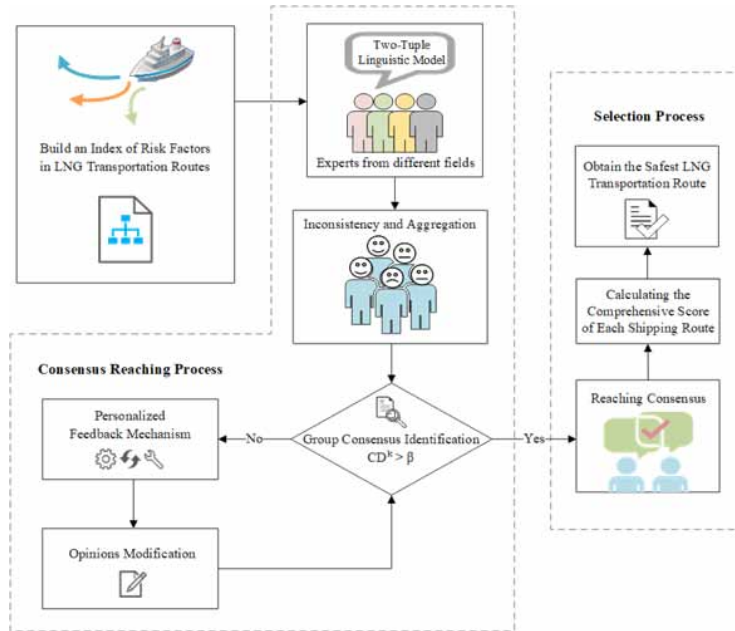 Build an Index of Risk Factors
in LNG Transportation Routes
Two-Tuple
Linguistic Model
Experts from different fields
Inconsistency and Aggregation
Consensus Reaching Process
Group Consensus Identification
CDᵏ > β
No
Personalized
Feedback Mechanism
Opinions Modification
Yes
Selection Process
Obtain the Safest LNG
Transportation Route
Calculating the
Comprehensive Score
of Each Shipping Route
Reaching Consensus